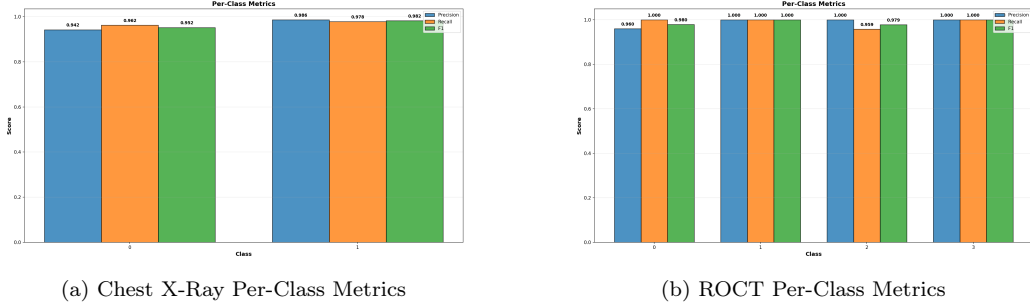 Per-Class Metrics
Precision
Recall
F1
1.0
0.8
0.6
0.4
0.2
0.0
Score
0.942
0.962
0.952
0.986
0.978
0.982
0
1
Class
(a) Chest X-Ray Per-Class Metrics
Per-Class Metrics
Precision
Recall
F1
1.0
0.8
0.6
0.4
0.2
0.0
Score
0.960
1.000
0.980
1.000
1.000
1.000
1.000
0.959
0.979
1.000
1.000
0
1
2
3
Class
(b) ROCT Per-Class Metrics